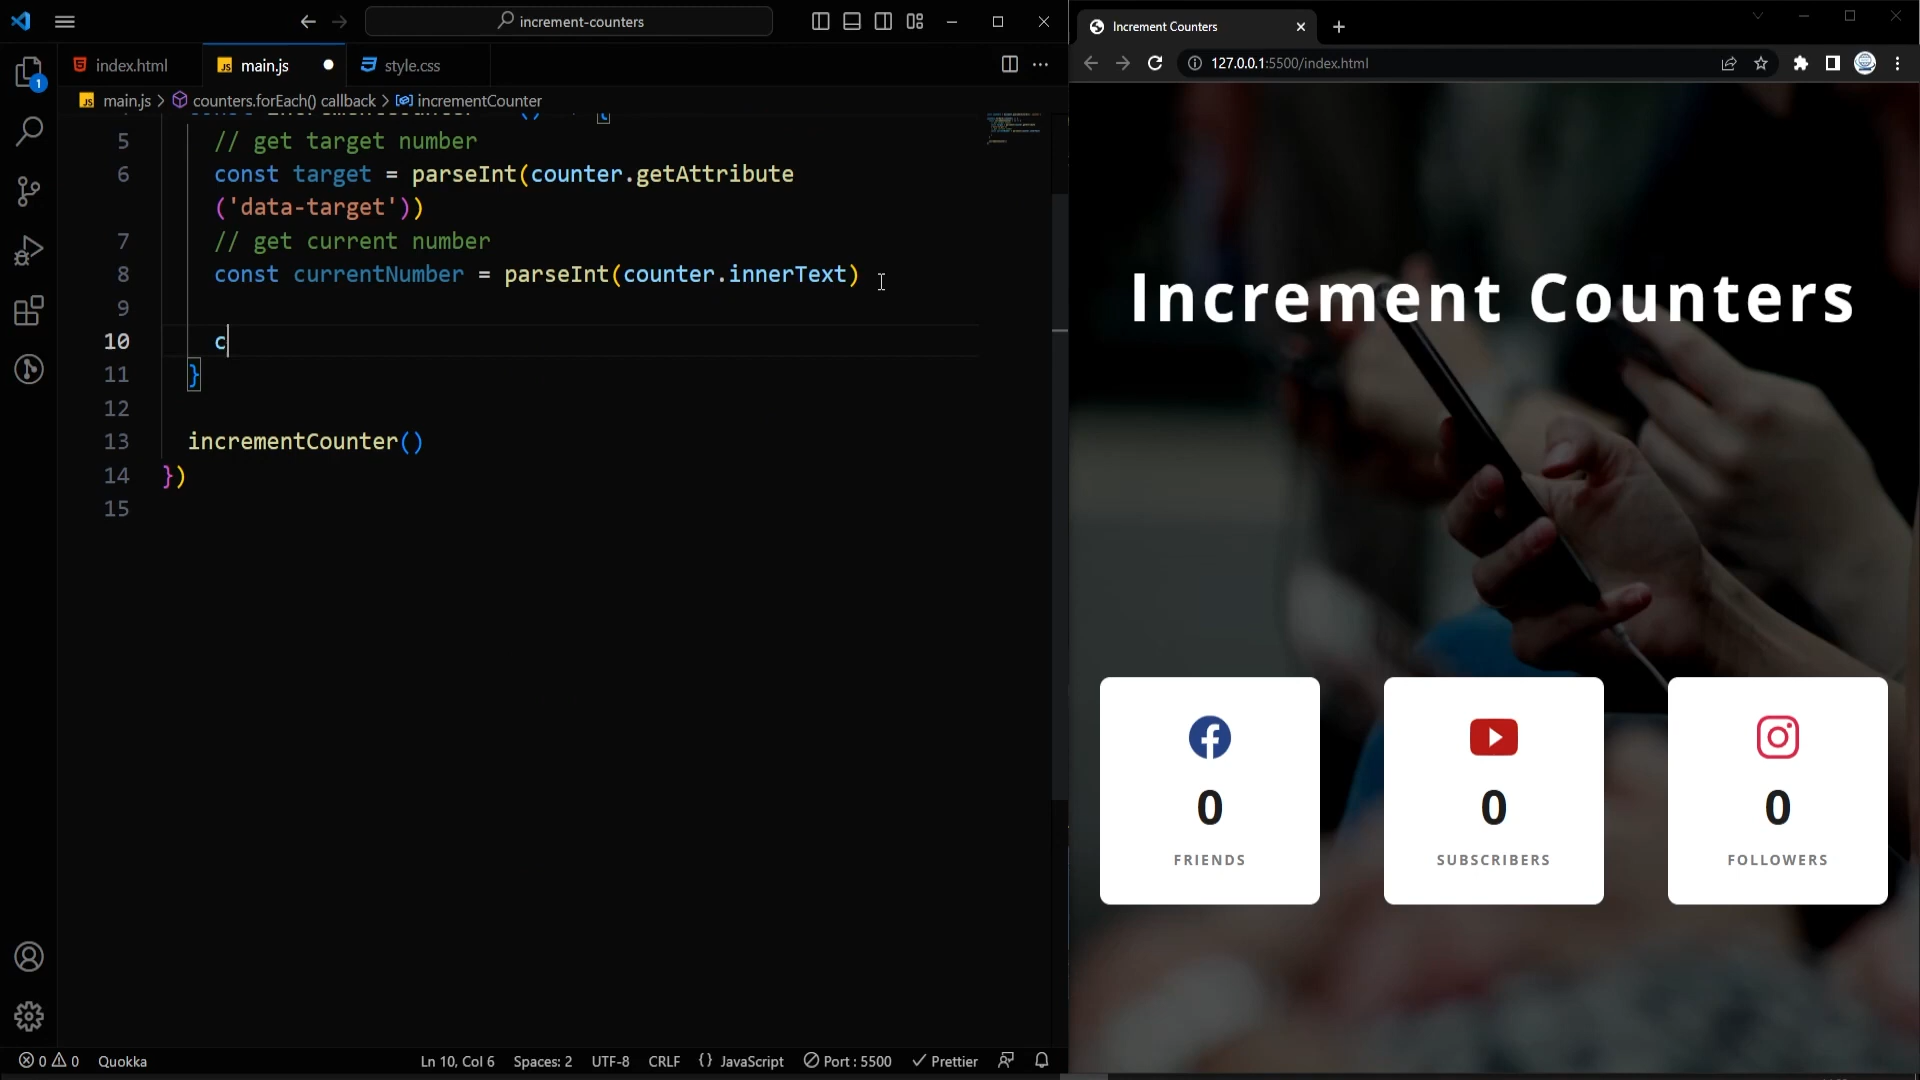 increment-counters
index.html
main.js
style.css
main.js > counters.forEach() callback > incrementCounter
5 // get target number
6 const target = parseInt(counter.getAttribute
('data-target'))
7 // get current number
8 const currentNumber = parseInt(counter.innerText)
9
10 c
11 }
12
13 incrementCounter()
14 })
15
1
0 0 Quokka Ln 10, Col 6 Spaces: 2 UTF-8 CRLF {} JavaScript Port : 5500 Prettier
Increment Counters
127.0.0.1:5500/index.html
Increment Counters
0
FRIENDS
0
SUBSCRIBERS
0
FOLLOWERS